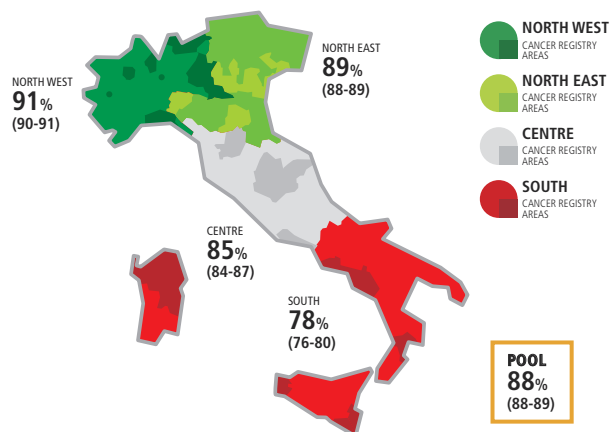 NORTH WEST
91%
(90-91)
NORTH EAST
89%
(88-89)
CENTRE
85%
(84-87)
SOUTH
78%
(76-80)
NORTH WEST
CANCER REGISTRY
AREAS
NORTH EAST
CANCER REGISTRY
AREAS
CENTRE
CANCER REGISTRY
AREAS
SOUTH
CANCER REGISTRY
AREAS
POOL
88%
(88-89)